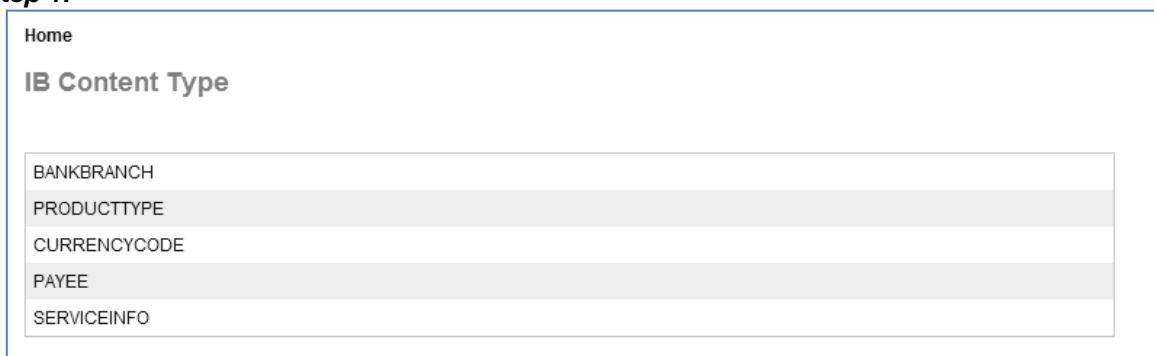 Home
IB Content Type
BANKBRANCH
PRODUCTTYPE
CURRENCYCODE
PAYEE
SERVICEINFO